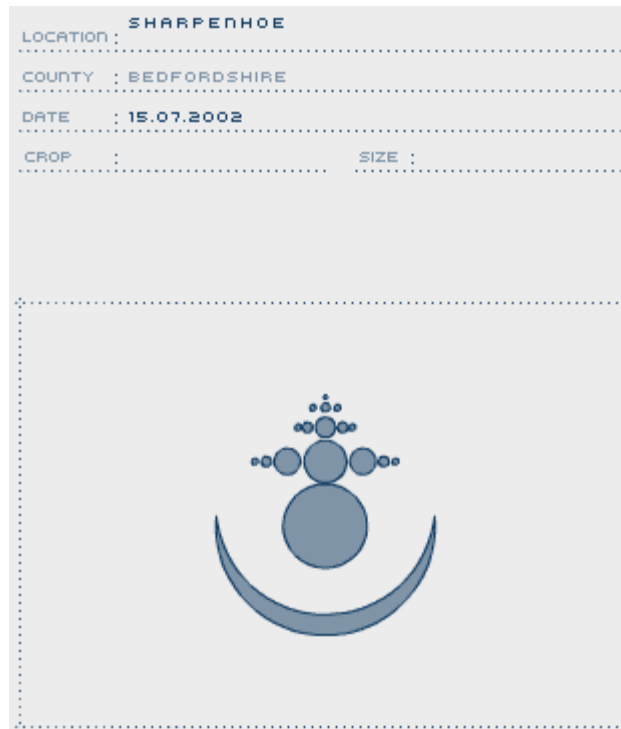 LOCATION : SHARPENHOE
COUNTY : BEDFORDSHIRE
DATE : 15.07.2002
CROP : SIZE :